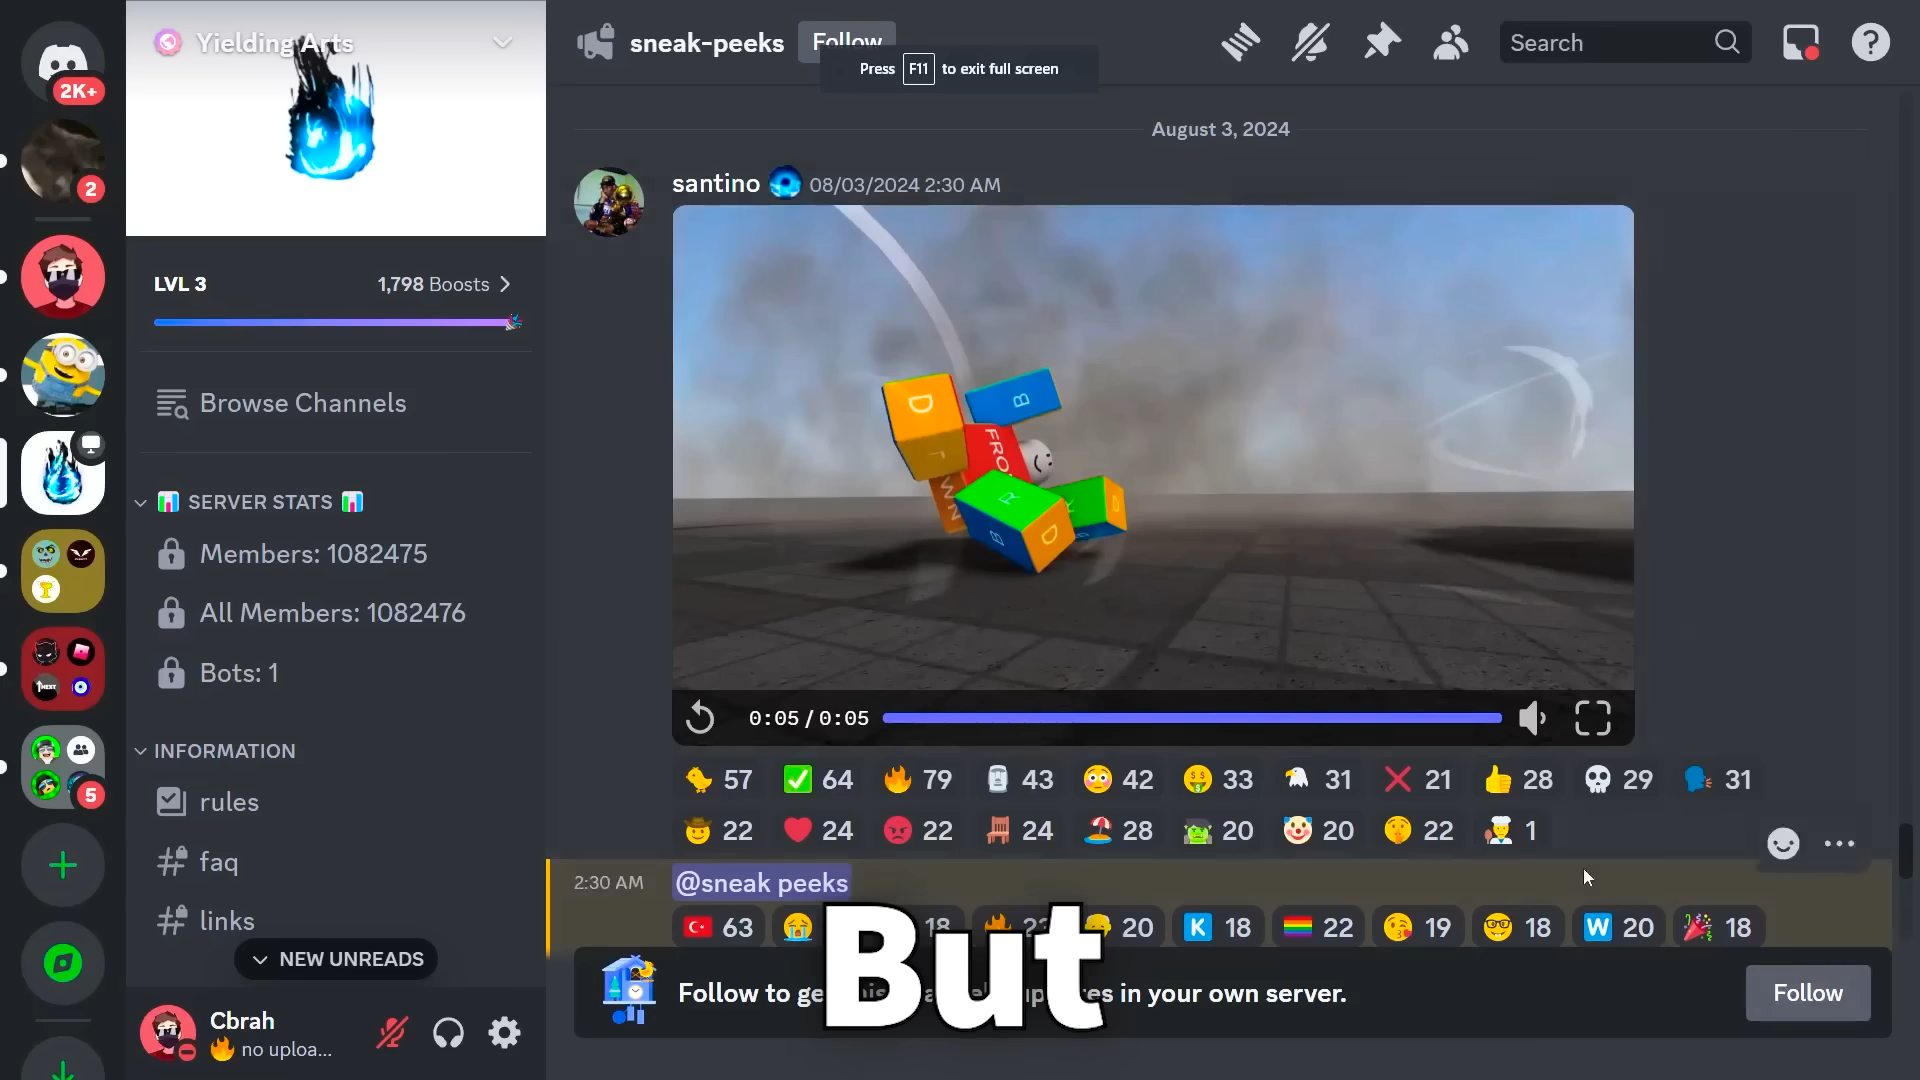 2K+
2
5
Yielding Arts
LVL 3
1,798 Boosts
Browse Channels
SERVER STATS
Members: 1082475
All Members: 1082476
Bots: 1
INFORMATION
rules
faq
links
NEW UNREADS
Cbrah
no uploa...
sneak-peeks
Follow
Search
Press F11 to exit full screen
August 3, 2024
santino 08/03/2024 2:30 AM
D
B
FRO
R
B
D
D
0:05 / 0:05
57 64 79 43 42 33 31 21 28 29 31
22 24 22 24 28 20 20 22 1
2:30 AM @sneak peeks
63 18 23 20 K 18 22 19 18 W 20 18
Follow to in your own server.
Follow
But